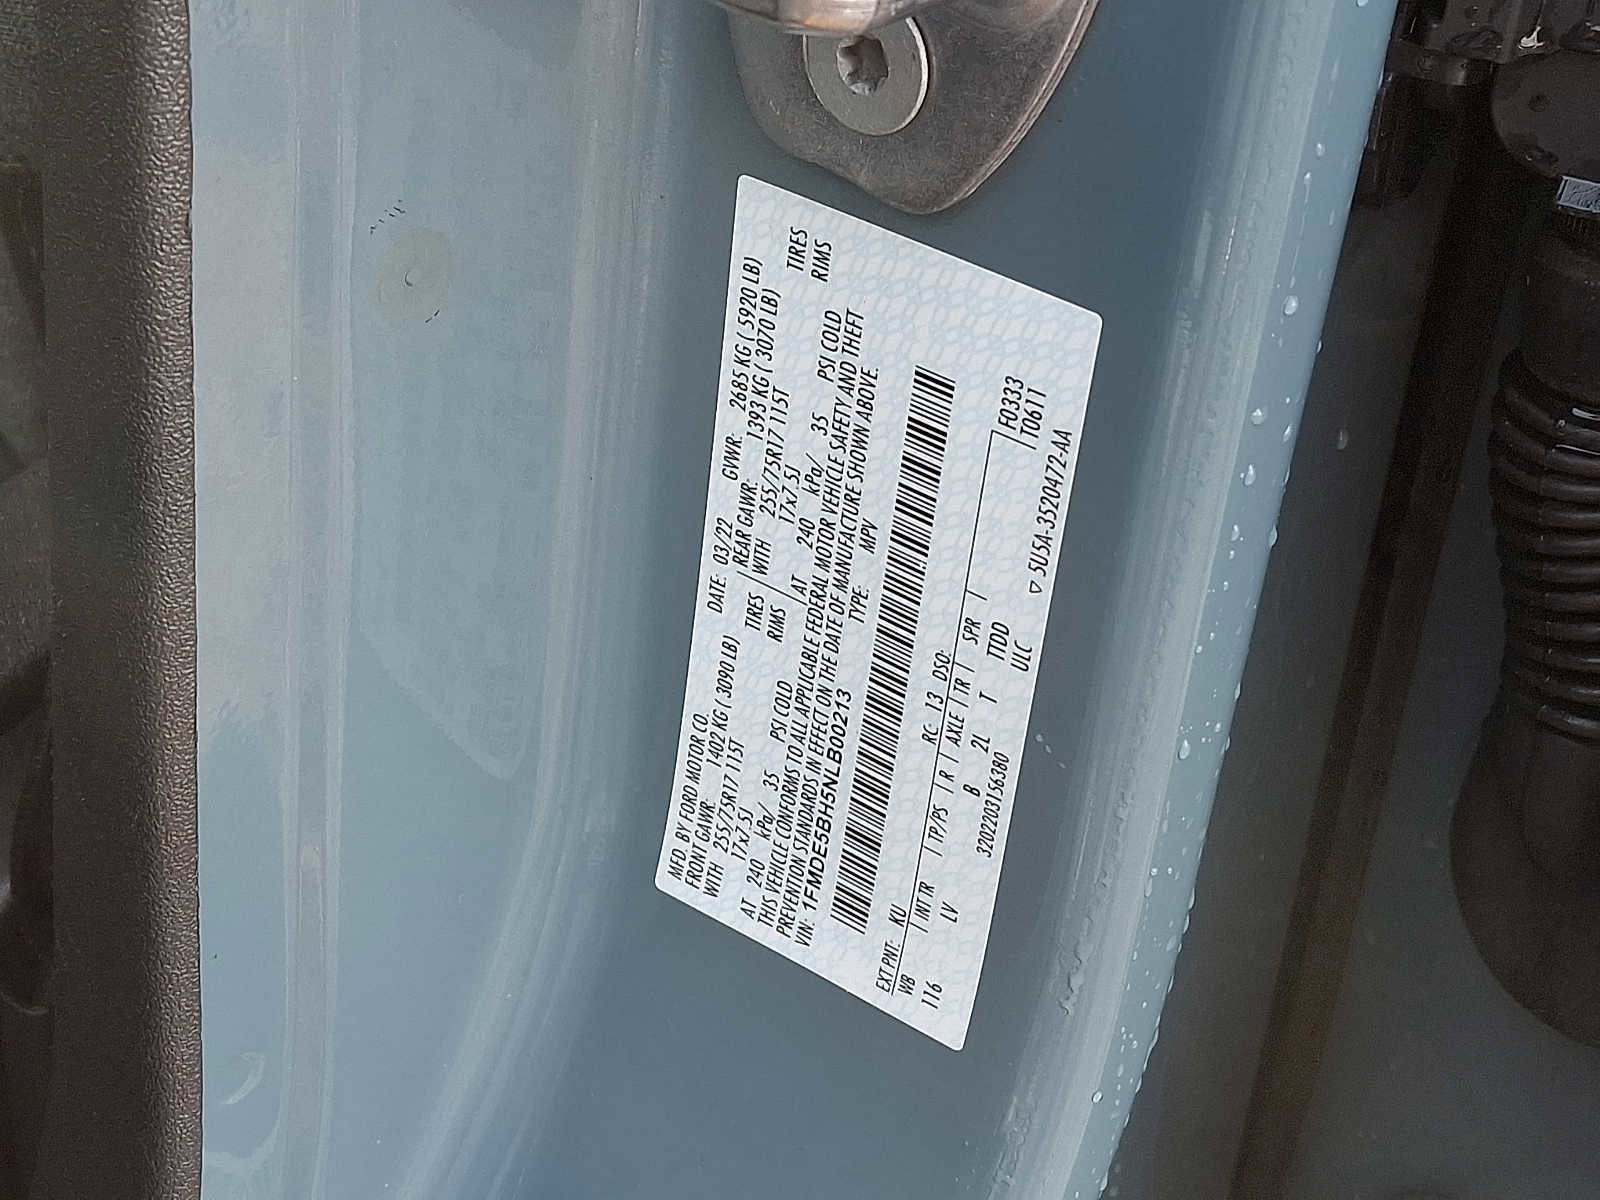 MFD. BY FORD MOTOR CO. DATE: 03/22 GVWR: 2685 KG ( 5920 LB)
FRONT GAWR: 1402 KG ( 3090 LB) REAR GAWR: 1393 KG ( 3070 LB)
WITH 255/75R17 115T TIRES WITH 255/75R17 115T TIRES
17x7.5J RIMS 17x7.5J RIMS
AT 240 kPa/ 35 PSI COLD AT 240 kPa/ 35 PSI COLD
THIS VEHICLE CONFORMS TO ALL APPLICABLE FEDERAL MOTOR VEHICLE SAFETY AND THEFT
PREVENTION STANDARDS IN EFFECT ON THE DATE OF MANUFACTURE SHOWN ABOVE.
VIN: 1FMDE5BH5NLB00213 TYPE: MPV
EXT PNT: KU RC: 13 DSO: F0333
WB INTR TP/PS R AXLE TR SPR T0611
116 LV B 2L T TTDD
3202203156380 ULC
▽ 5U5A-3520472-AA